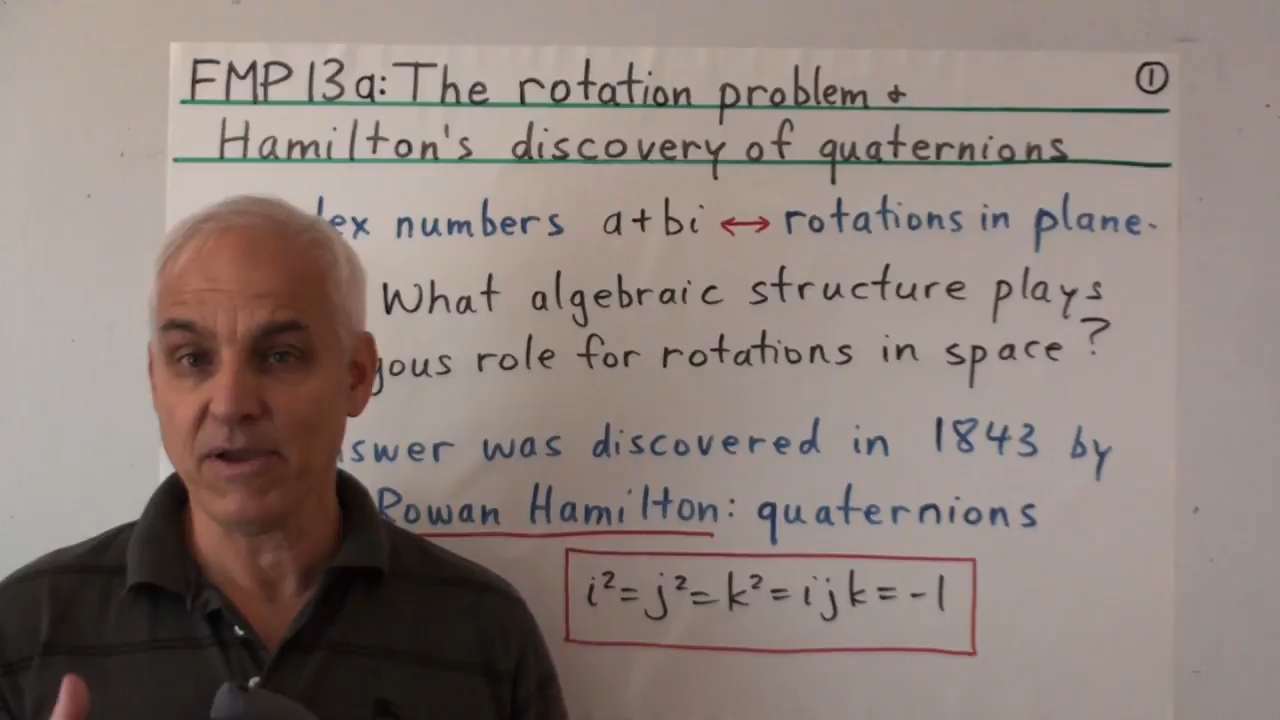 FMP13a: The rotation problem &
①
Hamilton's discovery of quaternions
lex numbers a+bi ↔ rotations in plane.
What algebraic structure plays
gous role for rotations in space?
swer was discovered in 1843 by
Rowan Hamilton: quaternions
i²=j²=k²=ijk=-1